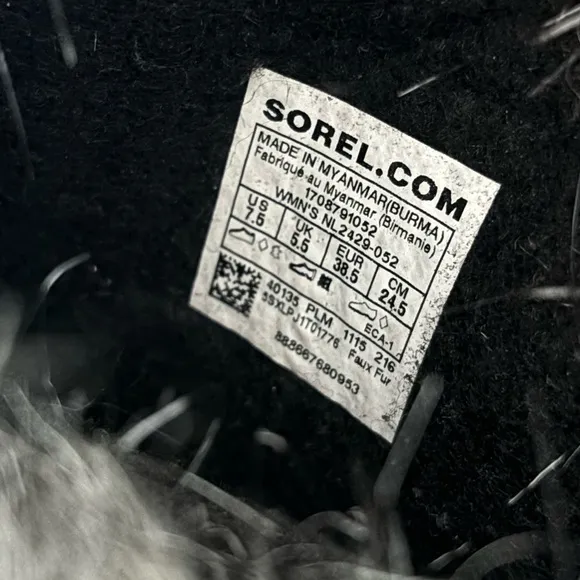 SOREL.COM
MADE IN MYANMAR(BURMA)
Fabriqué au Myanmar (Birmanie)
1708791052
WMN'S NL2429-052
US UK EUR CM
7.5 5.5 38.5 24.5
ECA-1
40135 PLM 1115 216
5SXLPJ1T01776 Faux Fur
888667680953